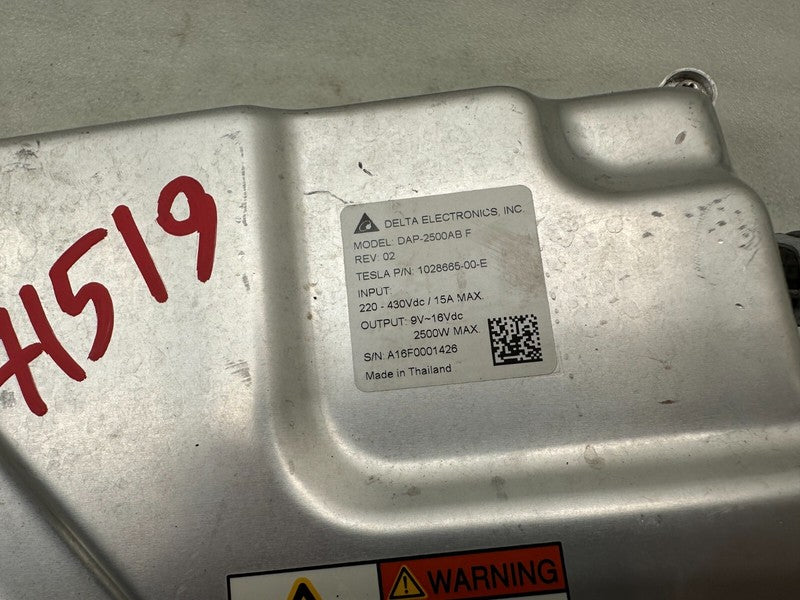 H519
DELTA ELECTRONICS, INC.
MODEL: DAP-2500AB F
REV: 02
TESLA P/N: 1028665-00-E
INPUT:
220 - 430Vdc / 15A MAX.
OUTPUT: 9V~16Vdc
2500W MAX.
S/N: A16F0001426
Made in Thailand
WARNING